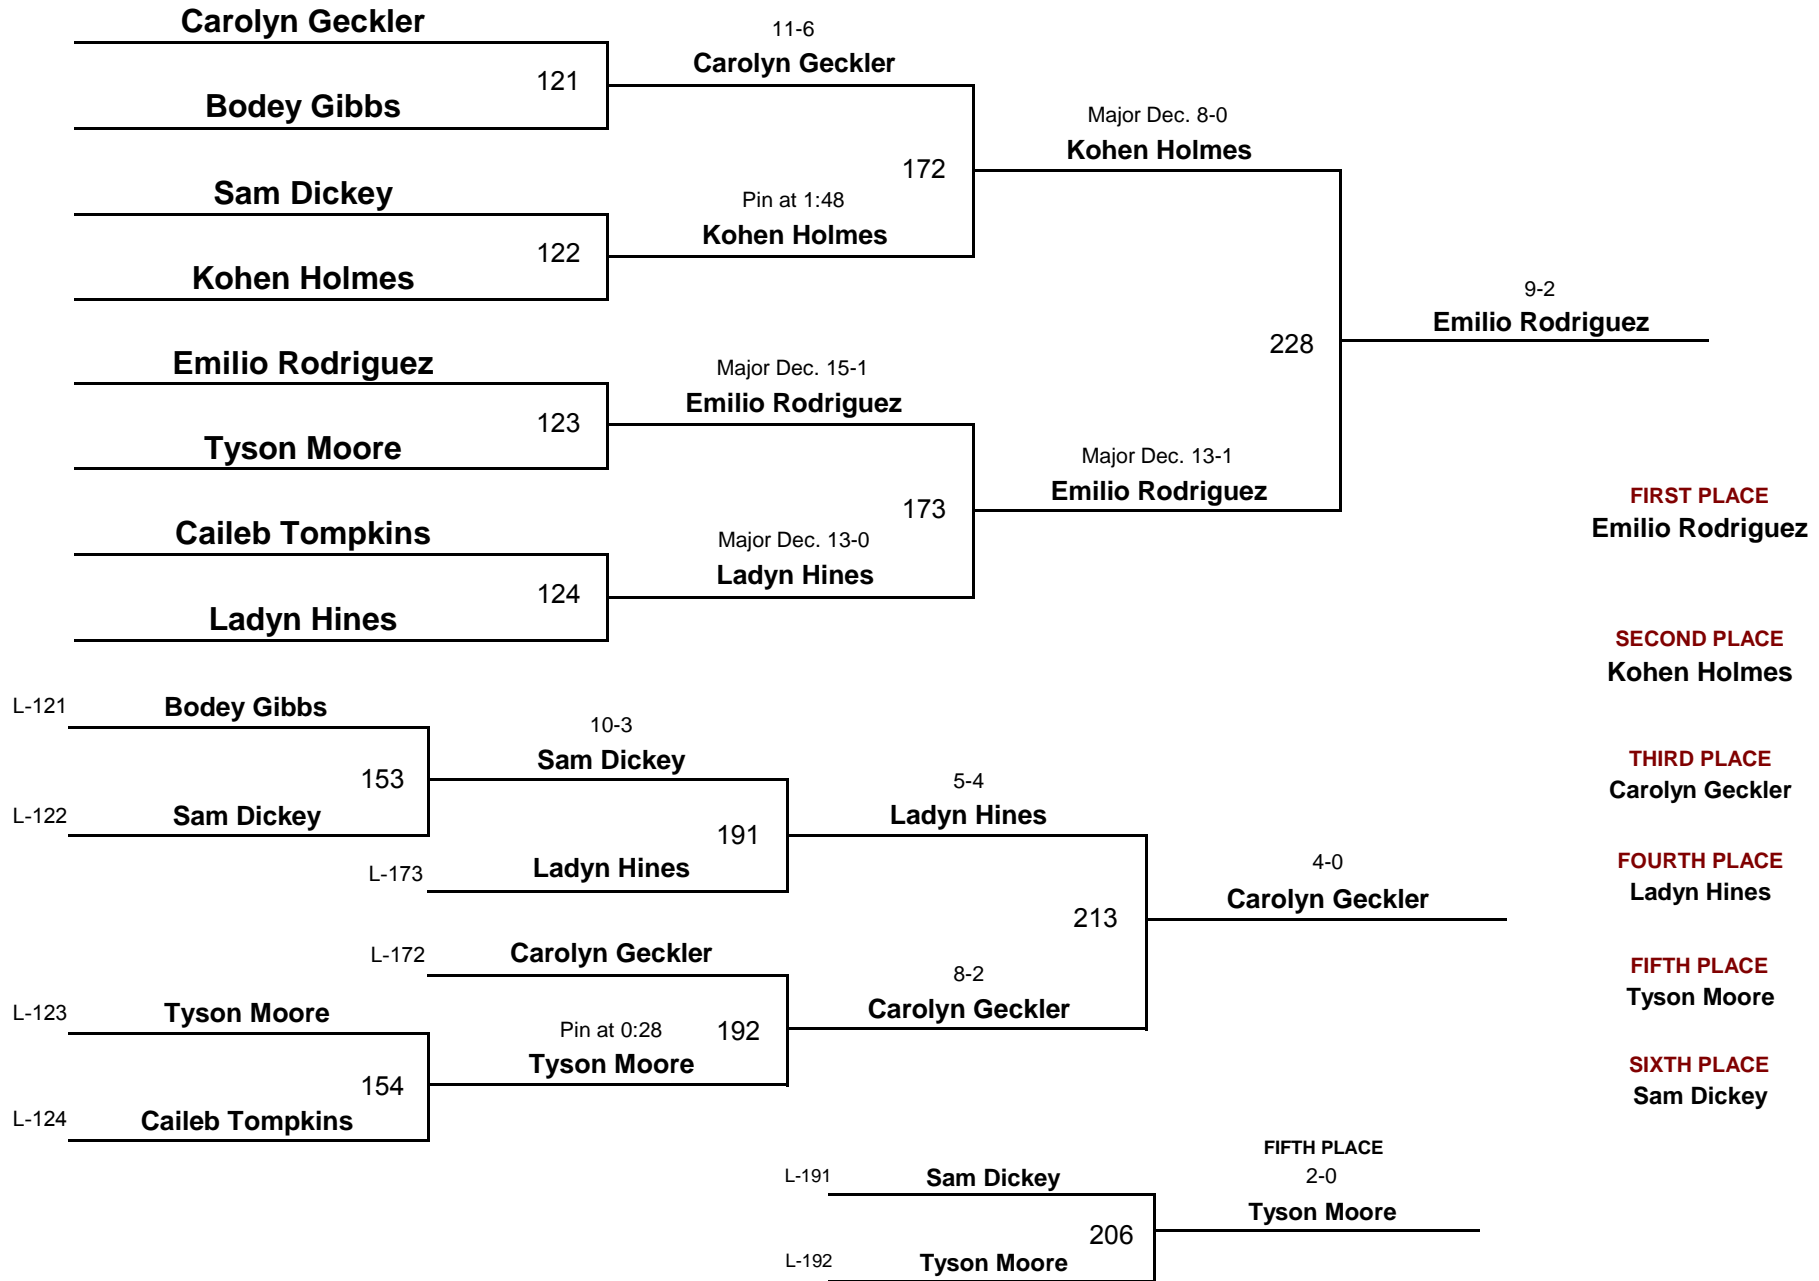 Carolyn Geckler
121
Bodey Gibbs
Sam Dickey
122
Kohen Holmes
Emilio Rodriguez
123
Tyson Moore
Caileb Tompkins
124
Ladyn Hines
11-6
Carolyn Geckler
172
Pin at 1:48
Kohen Holmes
Major Dec. 15-1
Emilio Rodriguez
173
Major Dec. 13-0
Ladyn Hines
Major Dec. 8-0
Kohen Holmes
228
Major Dec. 13-1
Emilio Rodriguez
9-2
Emilio Rodriguez
FIRST PLACE
Emilio Rodriguez
SECOND PLACE
Kohen Holmes
THIRD PLACE
Carolyn Geckler
FOURTH PLACE
Ladyn Hines
FIFTH PLACE
Tyson Moore
SIXTH PLACE
Sam Dickey
L-121 Bodey Gibbs
153
L-122 Sam Dickey
10-3
Sam Dickey
191
L-173 Ladyn Hines
L-172 Carolyn Geckler
L-123 Tyson Moore
154
L-124 Caileb Tompkins
Pin at 0:28
192
Tyson Moore
5-4
Ladyn Hines
213
8-2
Carolyn Geckler
4-0
Carolyn Geckler
L-191 Sam Dickey
206
L-192 Tyson Moore
FIFTH PLACE
2-0
Tyson Moore